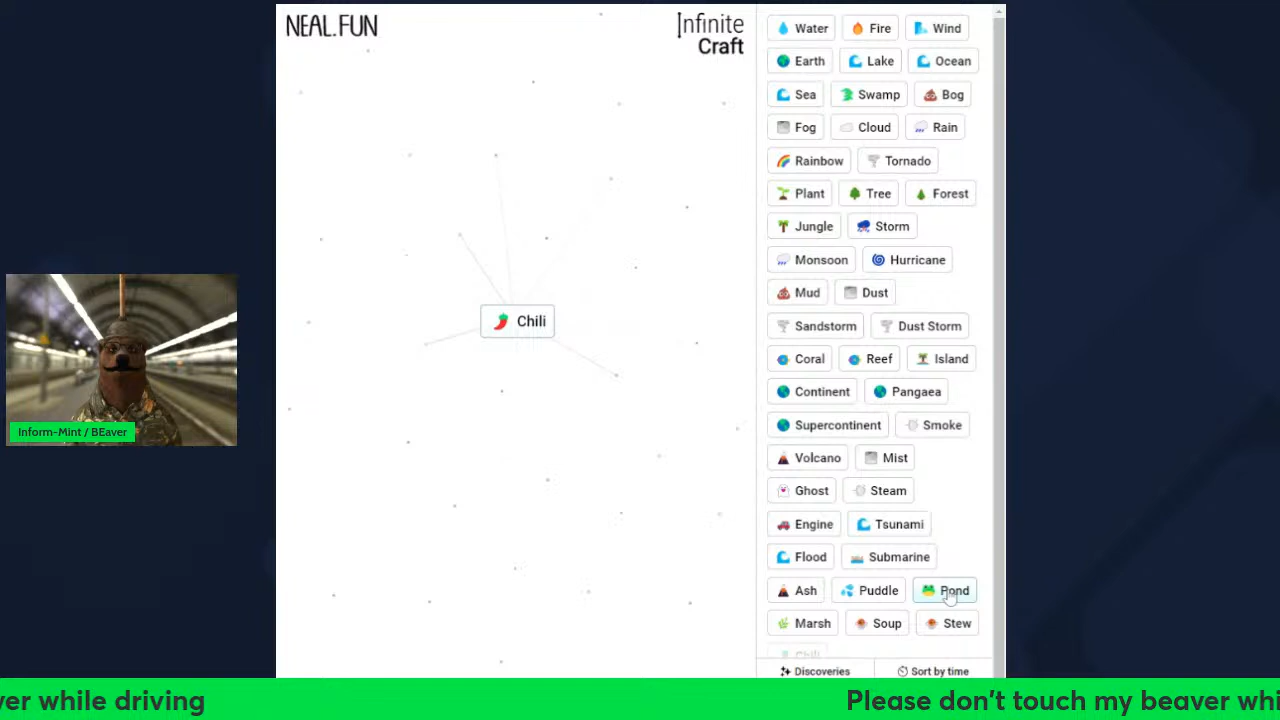 NEAL.FUN
Infinite
Craft
Water Fire Wind
Earth Lake Ocean
Sea Swamp Bog
Fog Cloud Rain
Rainbow Tornado
Plant Tree Forest
Jungle Storm
Monsoon Hurricane
Mud Dust
Sandstorm Dust Storm
Coral Reef Island
Chili
Continent Pangaea
Supercontinent Smoke
Inform-Mint / BEaver
Volcano Mist
Ghost Steam
Engine Tsunami
Flood Submarine
Ash Puddle Pond
Marsh Soup Stew
Chili
Discoveries Sort by time
ver while driving Please don't touch my beaver whi